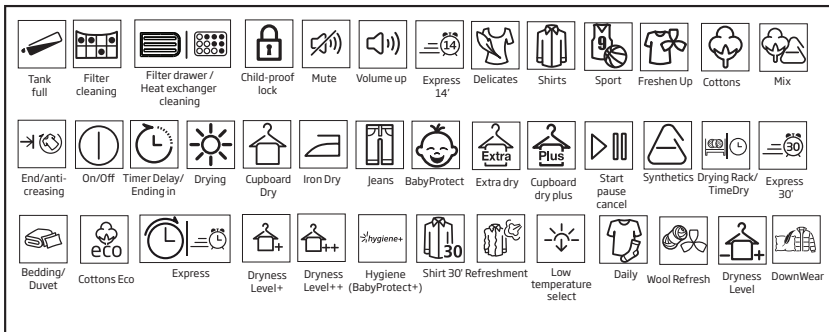 14
9
Tank
full
Filter
cleaning
Filter drawer /
Heat exchanger
cleaning
Child-proof
lock
Mute
Volume up
Express
14'
Delicates
Shirts
Sport
Freshen Up
Cottons
Mix
Extra
Plus
30
End/anti-
creasing
On/Off
Timer Delay/
Ending in
Drying
Cupboard
Dry
Iron Dry
Jeans
BabyProtect
Extra dry
Cupboard
dry plus
Start
pause
cancel
Synthetics
Drying Rack/
TimeDry
Express
30'
eco
+
++
hygiene+
30
- +
Bedding/
Duvet
Cottons Eco
Express
Dryness
Level+
Dryness
Level++
Hygiene
(BabyProtect+)
Shirt 30'
Refreshment
Low
temperature
select
Daily
Wool Refresh
Dryness
Level
DownWear